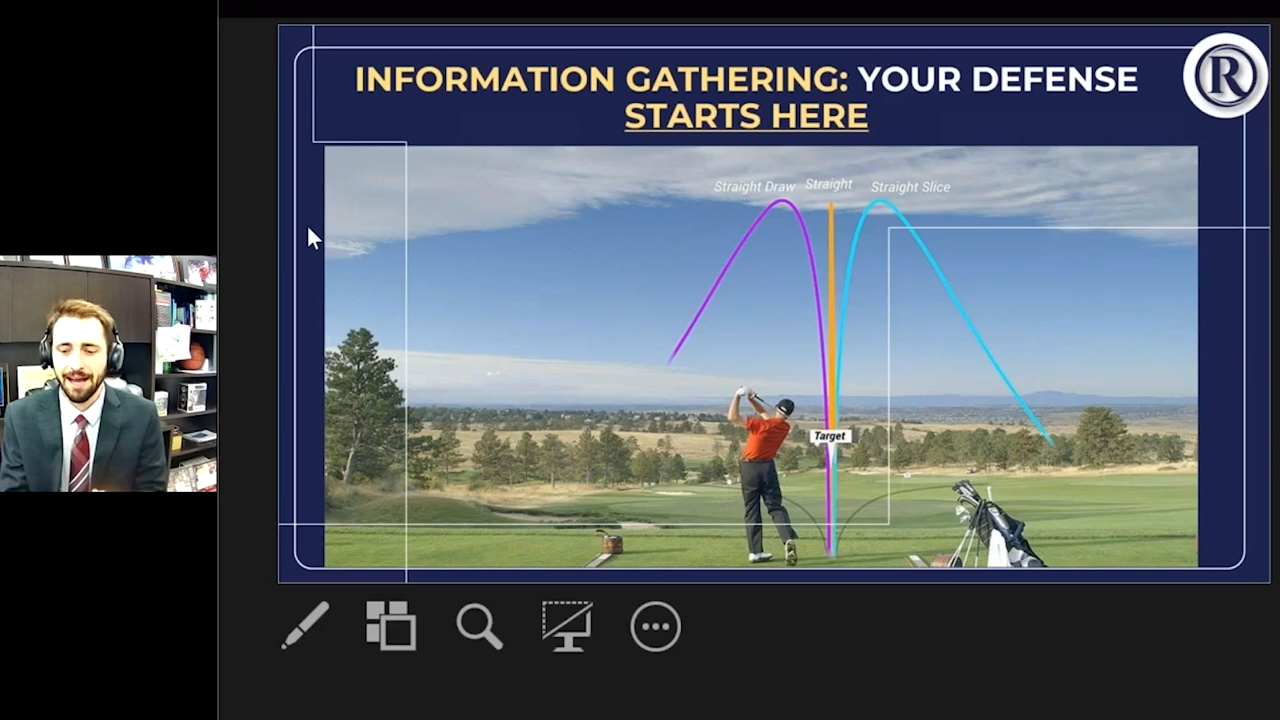 INFORMATION GATHERING: YOUR DEFENSE
STARTS HERE
R
Straight Draw Straight Straight Slice
Target